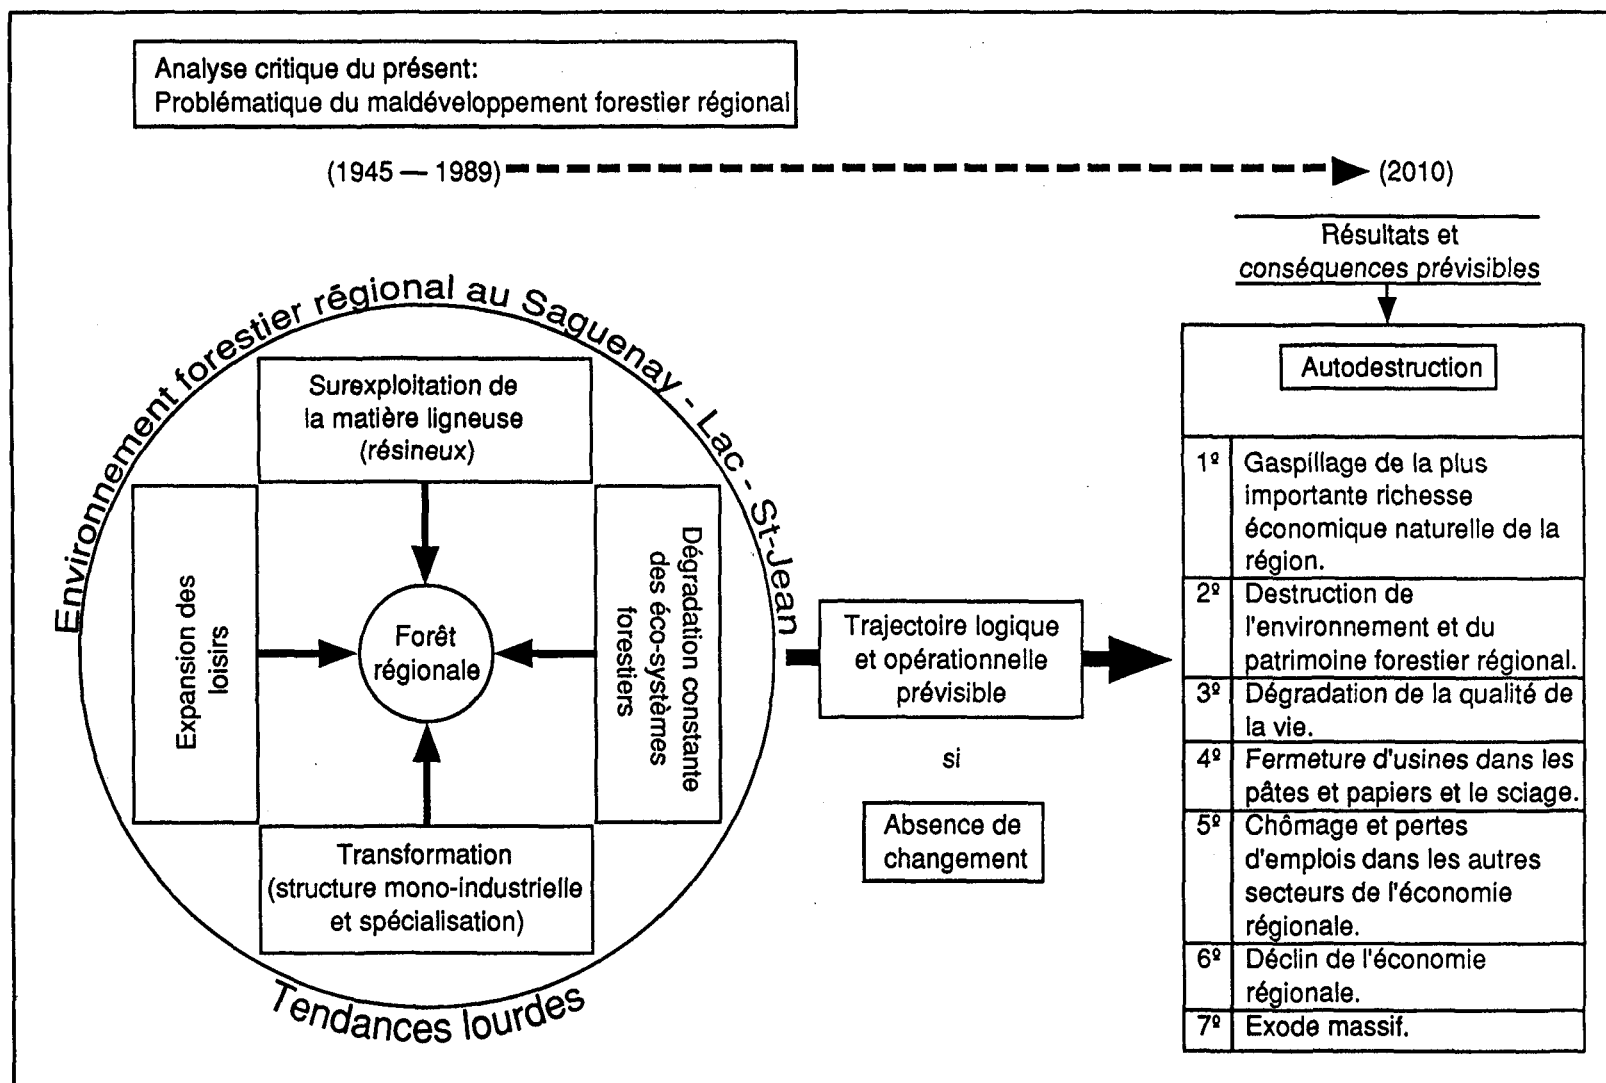 Analyse critique du présent:
Problématique du maldéveloppement forestier régional
(1945 — 1989)
(2010)
Résultats et
conséquences prévisibles
Environnement forestier régional au Saguenay - Lac - St-Jean
Surexploitation de
la matière ligneuse
(résineux)
Expansion des
loisirs
Forêt
régionale
Dégradation constante
des éco-systèmes
forestiers
Transformation
(structure mono-industrielle
et spécialisation)
Tendances lourdes
Trajectoire logique
et opérationnelle
prévisible
si
Absence de
changement
Autodestruction
1º Gaspillage de la plus
importante richesse
économique naturelle de la
région.
2º Destruction de
l'environnement et du
patrimoine forestier régional.
3º Dégradation de la qualité de
la vie.
4º Fermeture d'usines dans les
pâtes et papiers et le sciage.
5º Chômage et pertes
d'emplois dans les autres
secteurs de l'économie
régionale.
6º Déclin de l'économie
régionale.
7º Exode massif.